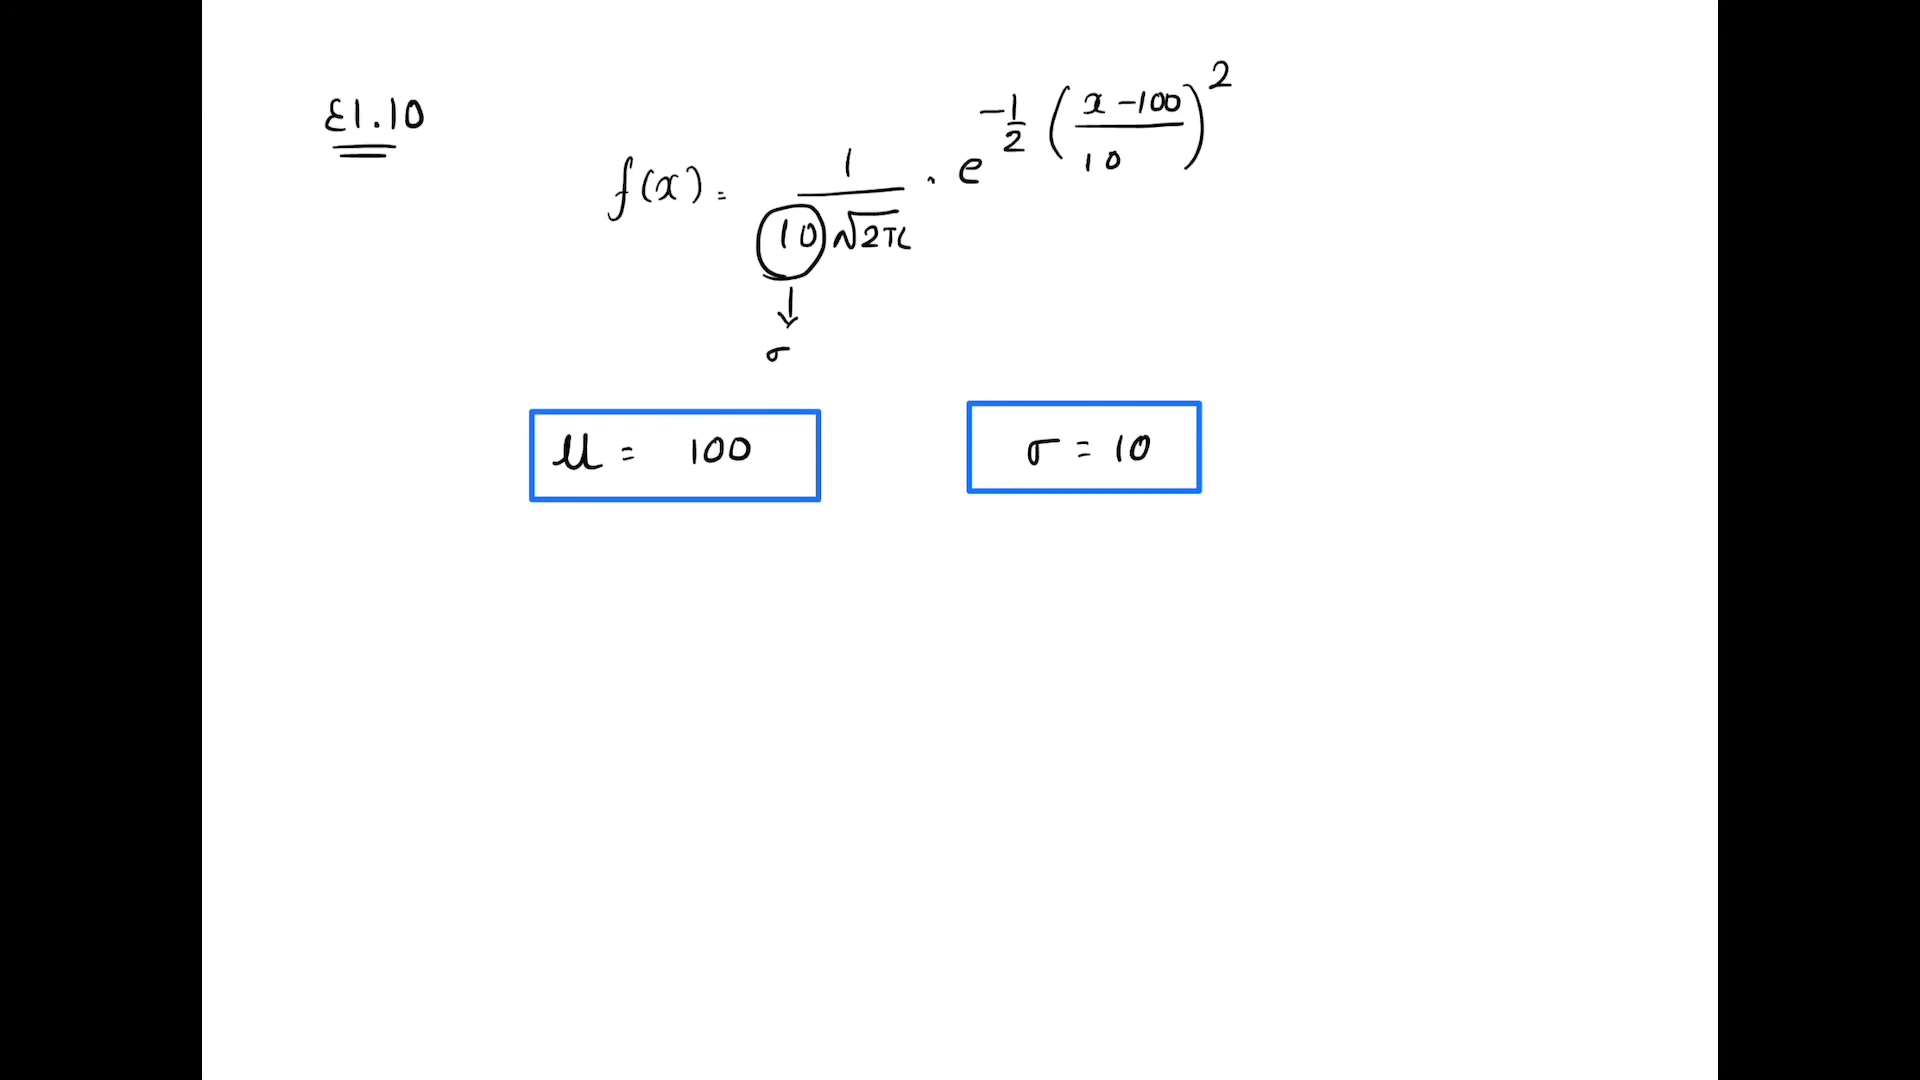 E1.10
f(x) = 1/(10√2π) · e^(-1/2 ((x-100)/10)^2)
↓
σ
μ = 100
σ = 10